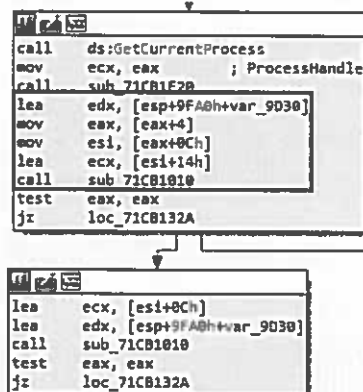 call ds:GetCurrentProcess
mov ecx, eax ; ProcessHandle
call sub_71CB1F20
lea edx, [esp+9FA0h+var_9D30]
mov eax, [eax+4]
mov esi, [eax+0Ch]
lea ecx, [esi+14h]
call sub_71CB1010
test eax, eax
jz loc_71CB132A
lea ecx, [esi+0Ch]
lea edx, [esp+9FA0h+var_9D30]
call sub_71CB1010
test eax, eax
jz loc_71CB132A